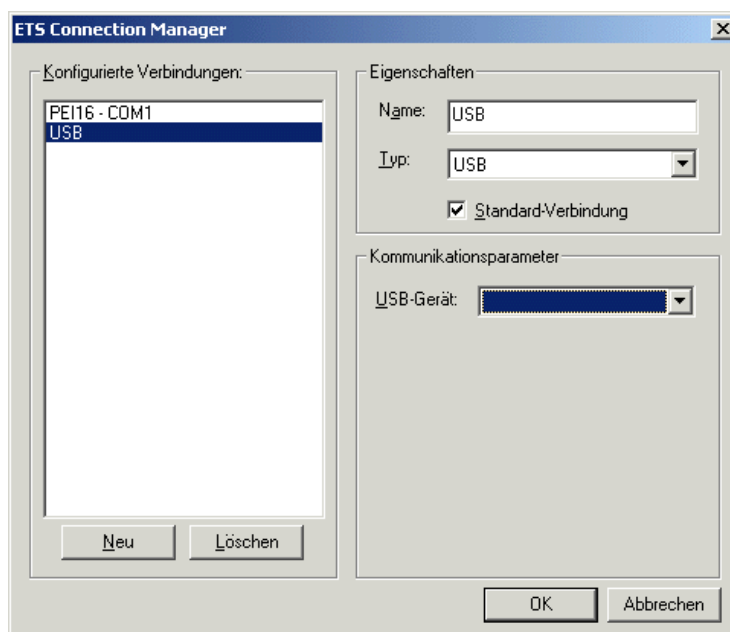 ETS Connection Manager
Konfigurierte Verbindungen:
PEI16 - COM1
USB
Neu
Löschen
Eigenschaften
Name: USB
Typ: USB
Standard-Verbindung
Kommunikationsparameter
USB-Gerät:
OK
Abbrechen